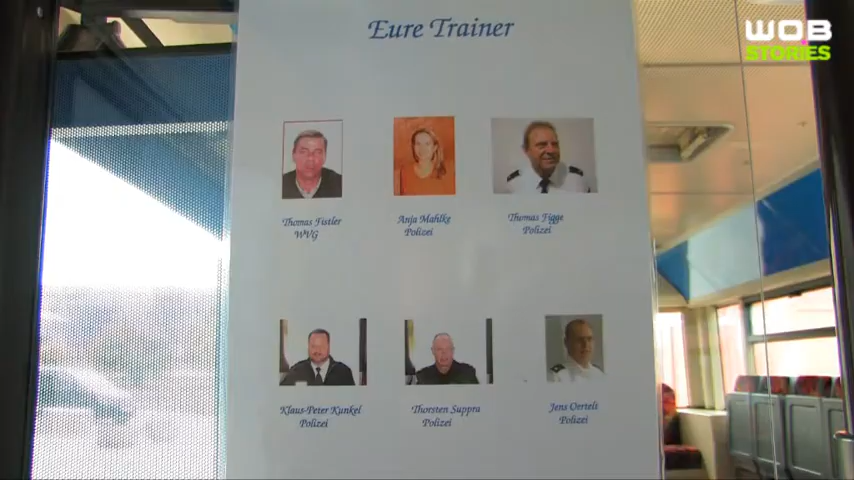 WOB
STORIES
Eure Trainer
Thomas Fistler
WVG
Anja Mahlke
Polizei
Thomas Figge
Polizei
Klaus-Peter Kunkel
Polizei
Thorsten Suppra
Polizei
Jens Oertelt
Polizei